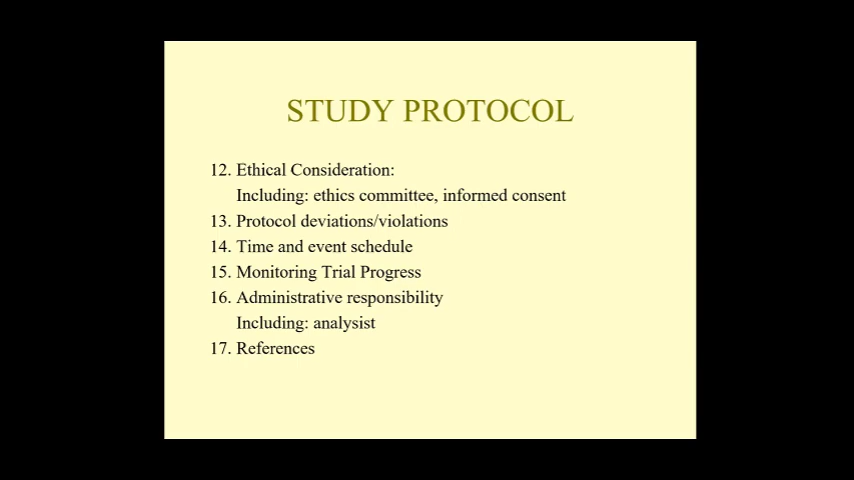 STUDY PROTOCOL
12. Ethical Consideration:
Including: ethics committee, informed consent
13. Protocol deviations/violations
14. Time and event schedule
15. Monitoring Trial Progress
16. Administrative responsibility
Including: analysist
17. References